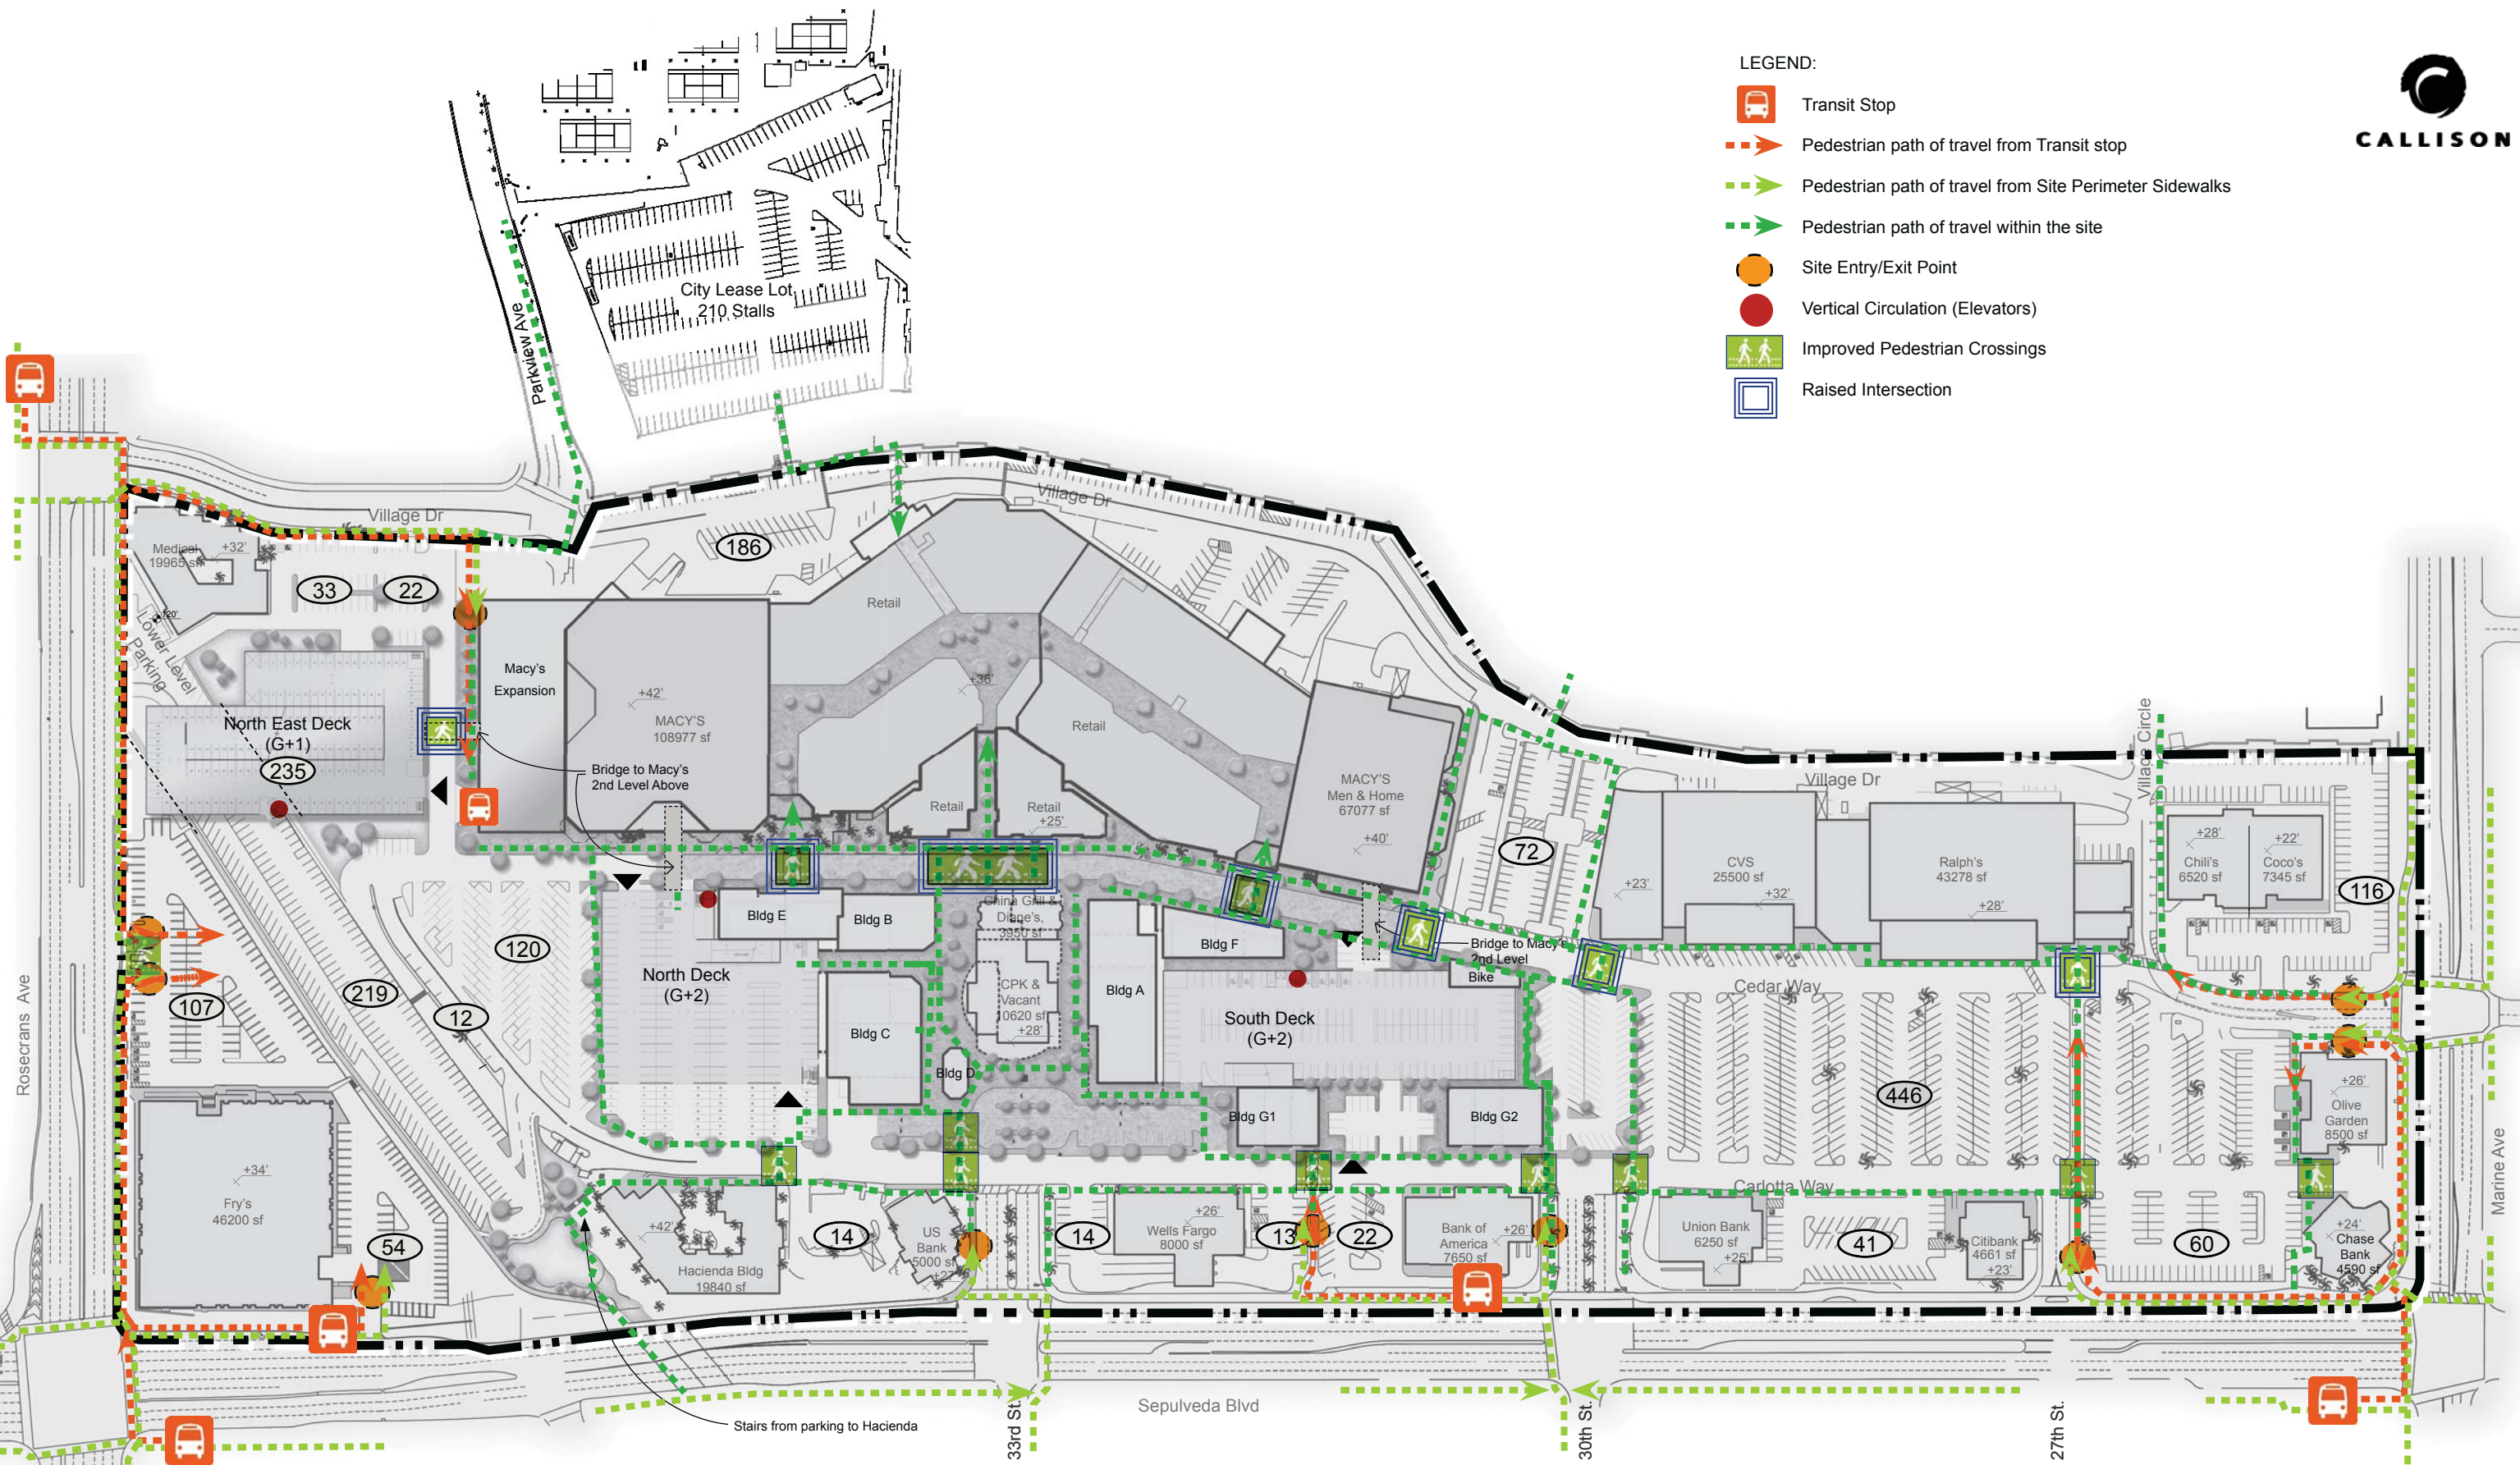 LEGEND:
Transit Stop
Pedestrian path of travel from Transit stop
Pedestrian path of travel from Site Perimeter Sidewalks
Pedestrian path of travel within the site
Site Entry/Exit Point
Vertical Circulation (Elevators)
Improved Pedestrian Crossings
Raised Intersection
CALLISON
City Lease Lot
210 Stalls
Parkview Ave
Village Dr
Village Dr
Medical
19965 sf
+32'
+20'
33
22
186
Lower Level
Parking
North East Deck
(G+1)
235
Macy's
Expansion
+42'
MACY'S
108977 sf
Retail
+36'
Retail
Retail
Retail
+25'
Bridge to Macy's
2nd Level Above
MACY'S
Men & Home
67077 sf
+40'
72
Village Dr
Village Circle
+23'
CVS
25500 sf
+32'
Ralph's
43278 sf
+28'
+28'
Chili's
6520 sf
+22'
Coco's
7345 sf
116
Bldg E
Bldg B
China Grill &
Diane's,
3950 sf
Bldg F
Bridge to Macy's
2nd Level
Bike
Cedar Way
120
North Deck
(G+2)
CPK &
Vacant
0620 sf
+28'
Bldg A
South Deck
(G+2)
Bldg C
Bldg D
107
219
12
Rosecrans Ave
446
+26'
Olive
Garden
8500 sf
Marine Ave
Bldg G1
Bldg G2
+34'
Fry's
46200 sf
54
+42'
Hacienda Bldg
19840 sf
14
US
Bank
5000 sf
+27'
14
+26'
Wells Fargo
8000 sf
13
22
Bank of
America
7650 sf
+26'
Carlotta Way
Union Bank
6250 sf
+25'
41
Citibank
4661 sf
+23'
60
+24'
Chase
Bank
4590 sf
Stairs from parking to Hacienda
33rd St.
Sepulveda Blvd
30th St.
27th St.